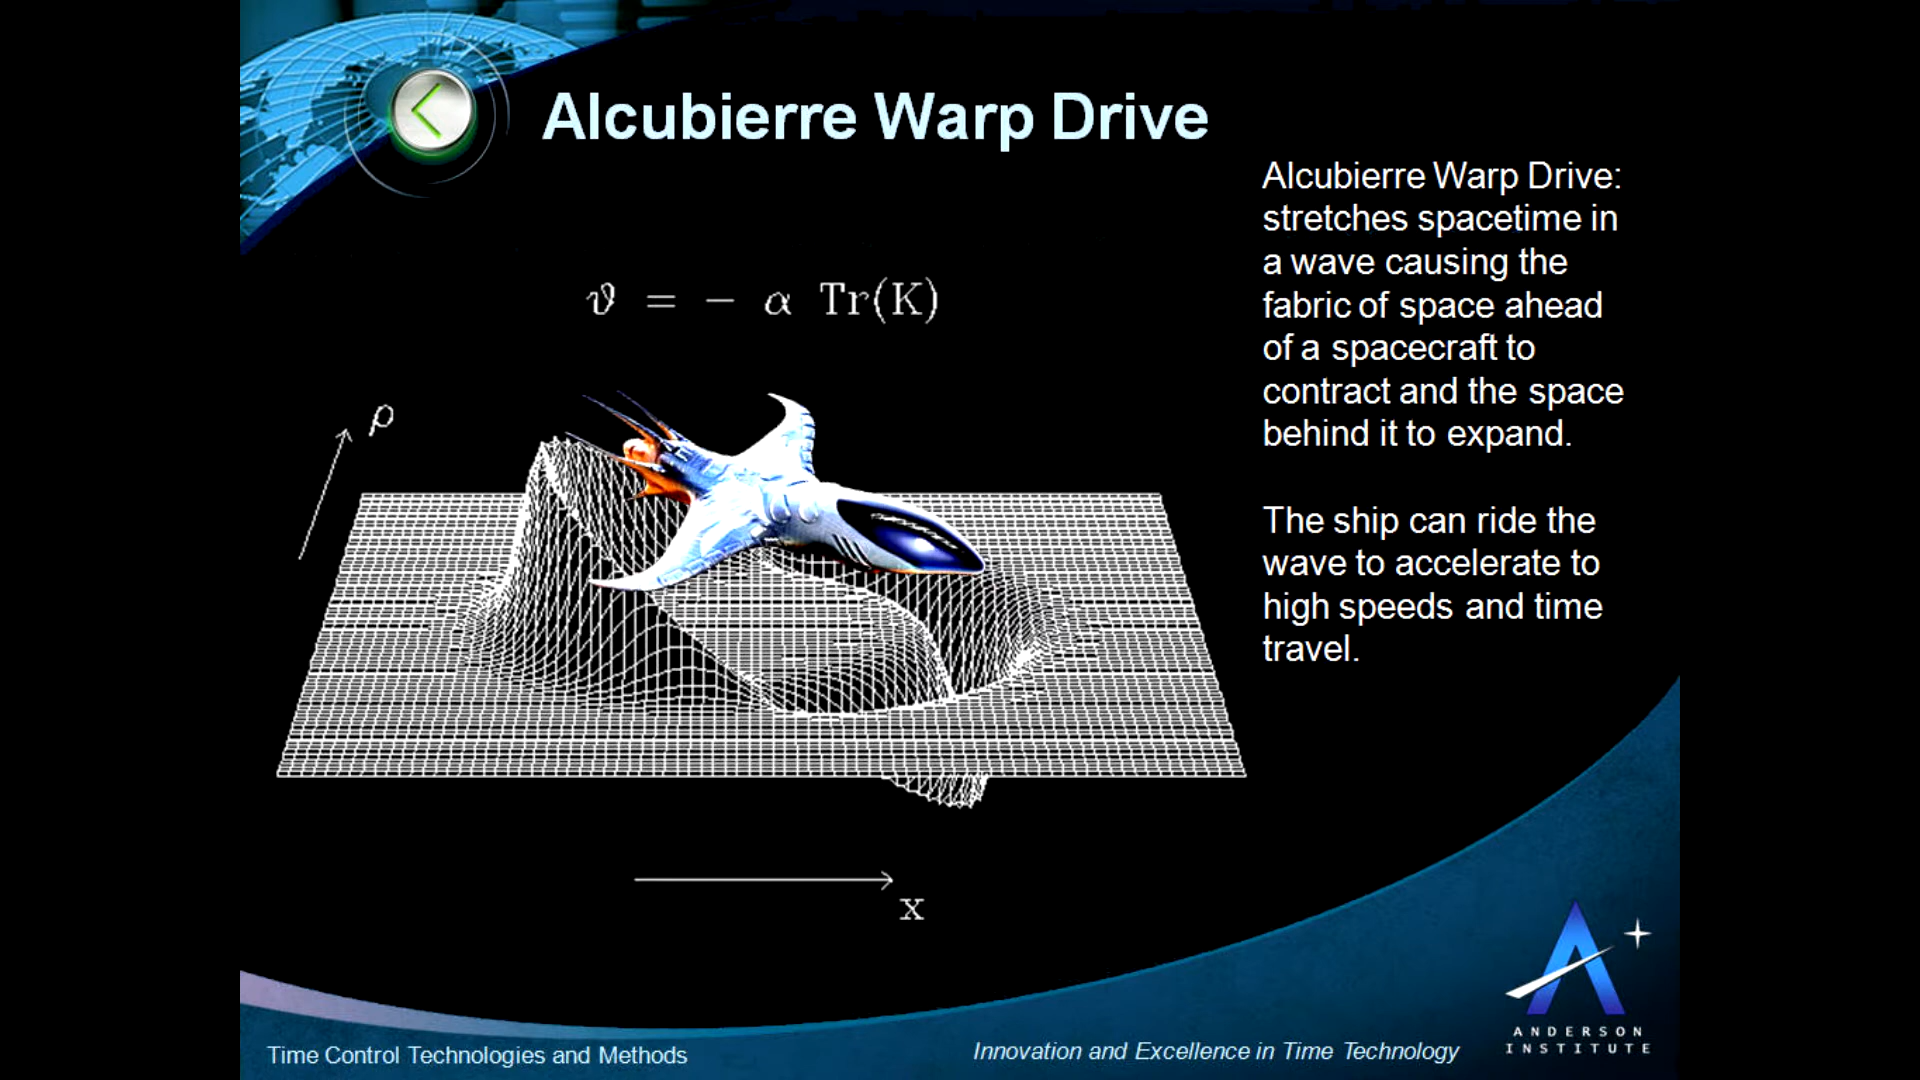 Alcubierre Warp Drive
Alcubierre Warp Drive:
stretches spacetime in
a wave causing the
fabric of space ahead
of a spacecraft to
contract and the space
behind it to expand.
The ship can ride the
wave to accelerate to
high speeds and time
travel.
ϑ = − α Tr(K)
ρ
x
Time Control Technologies and Methods
Innovation and Excellence in Time Technology
ANDERSON
INSTITUTE